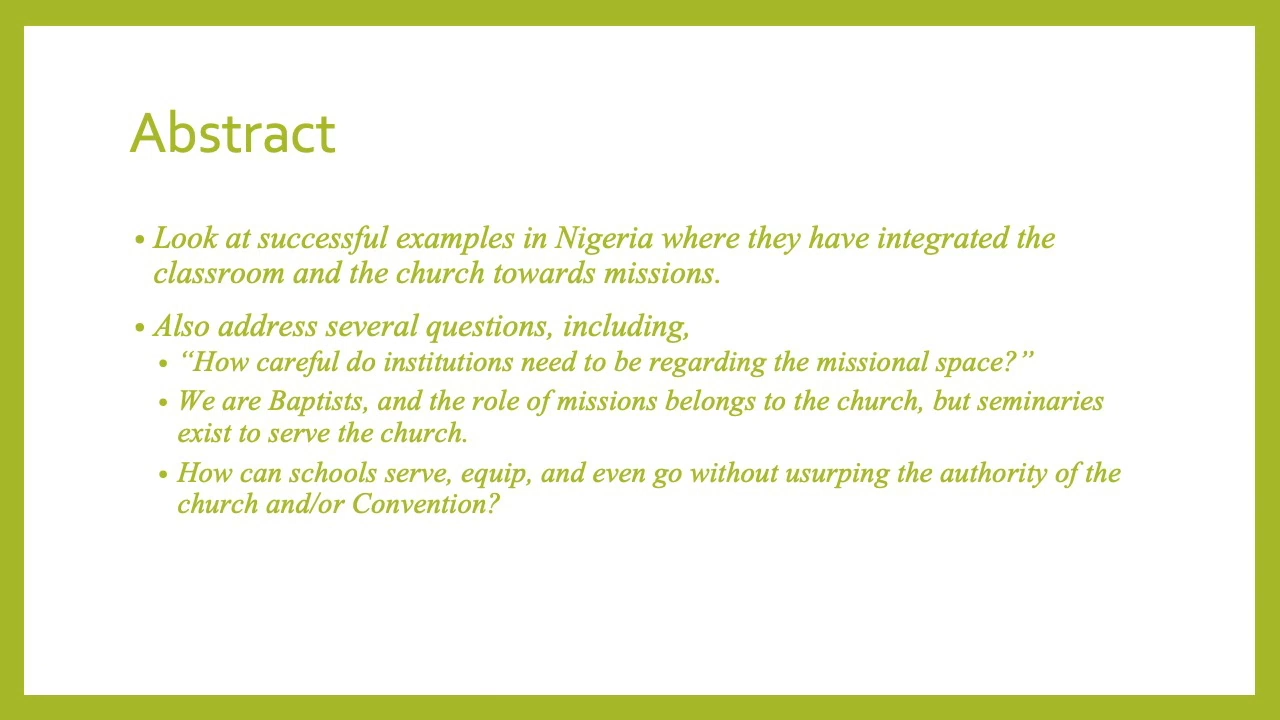 Abstract
• Look at successful examples in Nigeria where they have integrated the
classroom and the church towards missions.
• Also address several questions, including,
• “How careful do institutions need to be regarding the missional space?”
• We are Baptists, and the role of missions belongs to the church, but seminaries
exist to serve the church.
• How can schools serve, equip, and even go without usurping the authority of the
church and/or Convention?